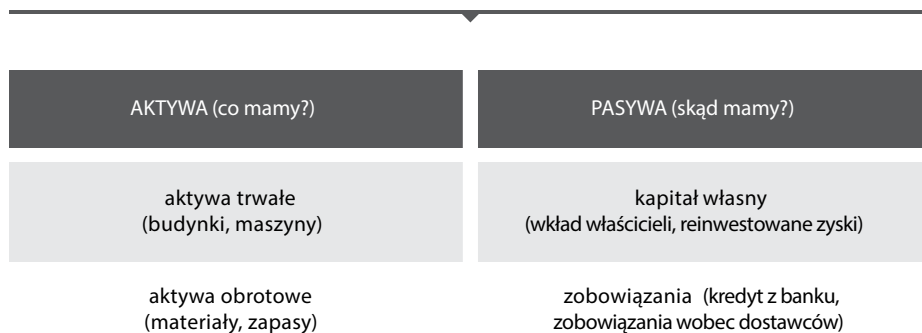 AKTYWA (co mamy?)
PASYWA (skąd mamy?)
aktywa trwałe
(budynki, maszyny)
kapitał własny
(wkład właścicieli, reinwestowane zyski)
aktywa obrotowe
(materiały, zapasy)
zobowiązania (kredyt z banku,
zobowiązania wobec dostawców)